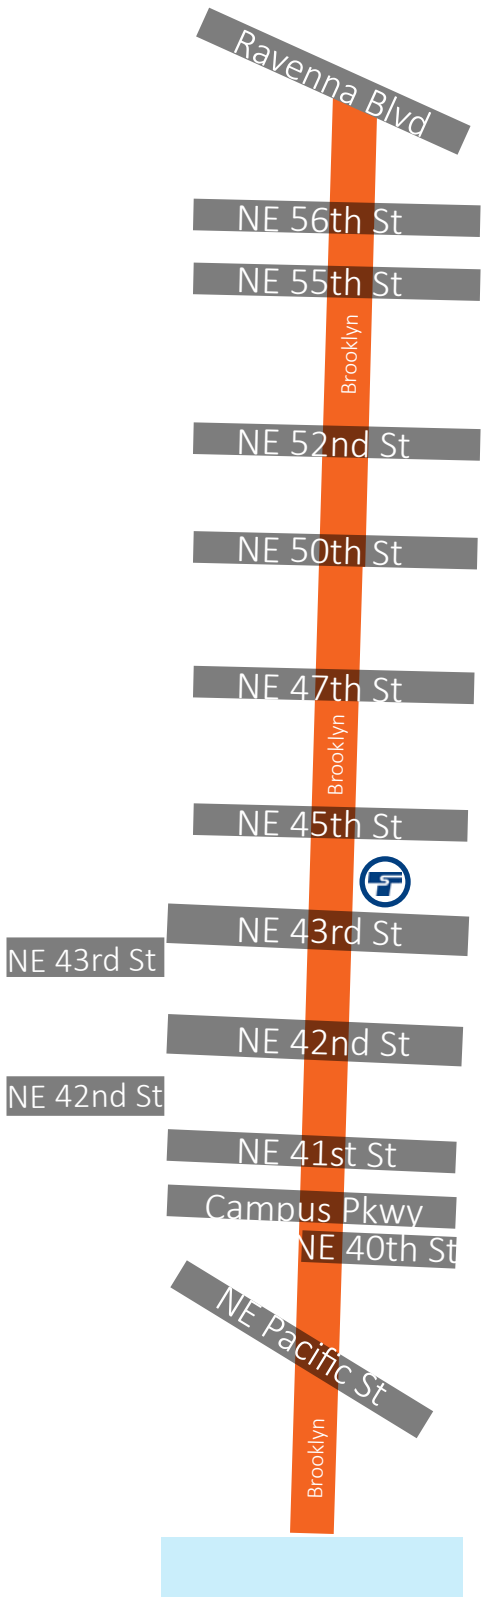 Ravenna Blvd
NE 56th St
NE 55th St
Brooklyn
NE 52nd St
NE 50th St
NE 47th St
Brooklyn
NE 45th St
NE 43rd St
NE 43rd St
NE 42nd St
NE 42nd St
NE 41st St
Campus Pkwy
NE 40th St
NE Pacific St
Brooklyn